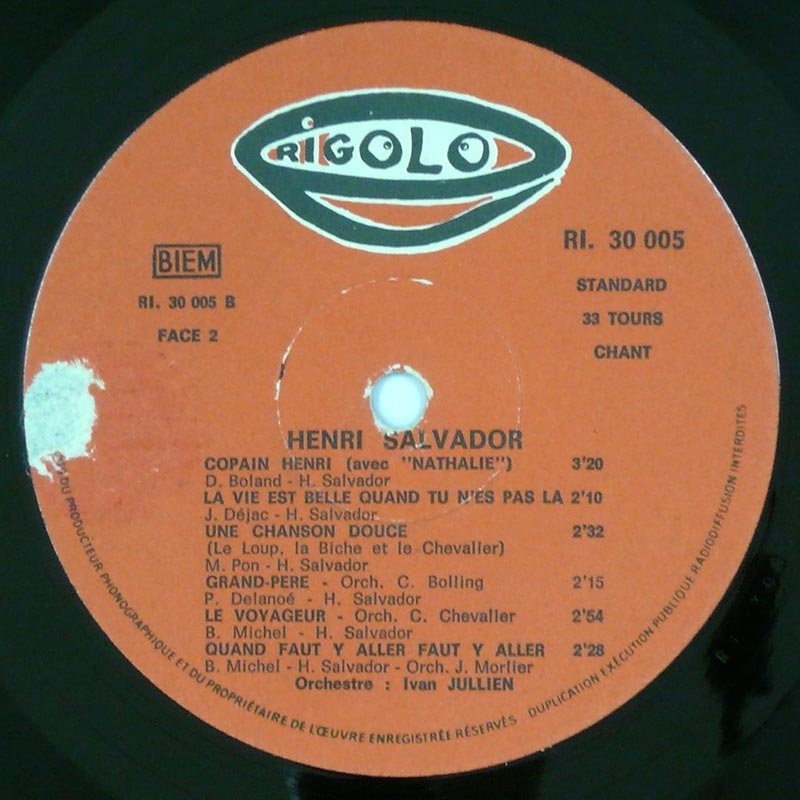 RIGOLO
RI. 30 005
BIEM
STANDARD
RI. 30 005 B
33 TOURS
FACE 2
CHANT
HENRI SALVADOR
COPAIN HENRI (avec "NATHALIE") 3'20
D. Boland - H. Salvador
LA VIE EST BELLE QUAND TU N'ES PAS LA 2'10
J. Déjac - H. Salvador
UNE CHANSON DOUCE 2'32
(Le Loup, la Biche et le Chevalier)
M. Pon - H. Salvador
GRAND-PERE - Orch. C. Bolling 2'15
P. Delanoé - H. Salvador
LE VOYAGEUR - Orch. C. Chevalier 2'54
B. Michel - H. Salvador
QUAND FAUT Y ALLER FAUT Y ALLER 2'28
B. Michel - H. Salvador - Orch. J. Morlier
Orchestre : Ivan JULLIEN
DU PRODUCTEUR PHONOGRAPHIQUE ET DU PROPRIÉTAIRE DE L'ŒUVRE ENREGISTRÉE RÉSERVÉS DUPLICATION EXÉCUTION PUBLIQUE RADIODIFFUSION INTERDITES